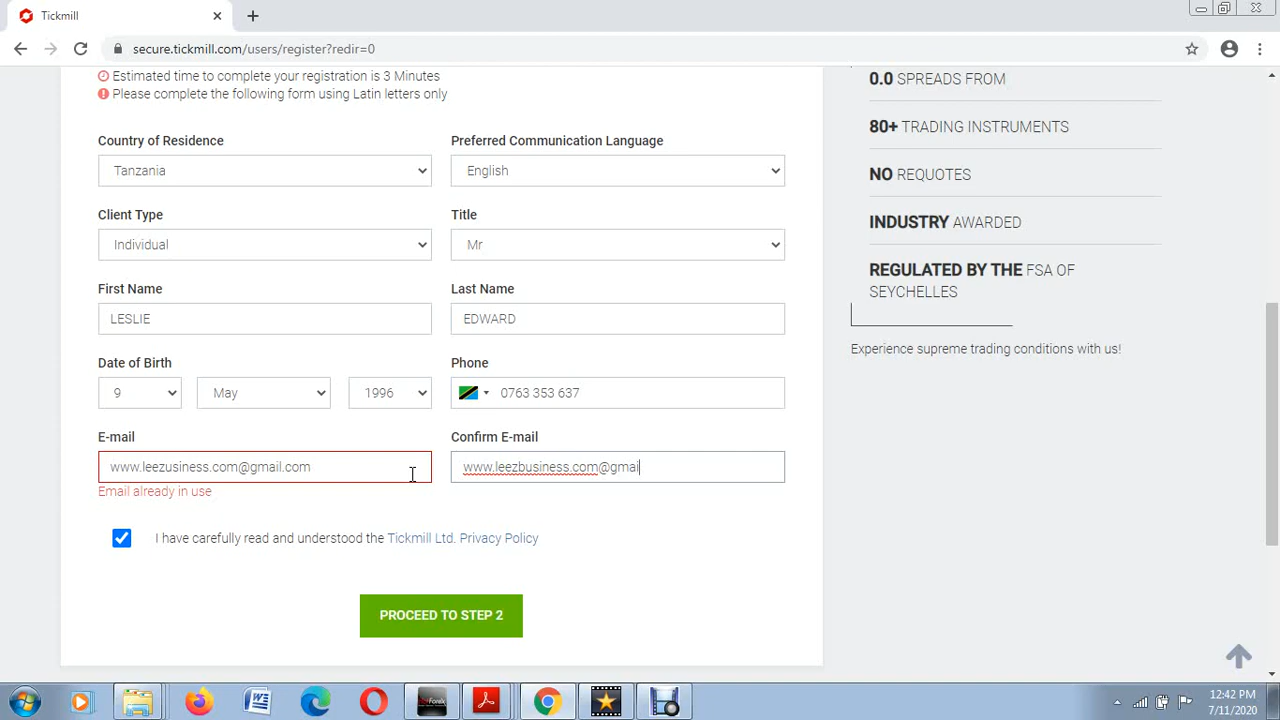 Tickmill
secure.tickmill.com/users/register?redir=0
Estimated time to complete your registration is 3 Minutes
Please complete the following form using Latin letters only
Country of Residence
Preferred Communication Language
Tanzania
English
Client Type
Title
Individual
Mr
First Name
Last Name
LESLIE
EDWARD
Date of Birth
Phone
9
May
1996
0763 353 637
E-mail
Confirm E-mail
www.leezusiness.com@gmail.com
www.leezbusiness.com@gmai
Email already in use
I have carefully read and understood the Tickmill Ltd. Privacy Policy
PROCEED TO STEP 2
0.0 SPREADS FROM
80+ TRADING INSTRUMENTS
NO REQUOTES
INDUSTRY AWARDED
REGULATED BY THE FSA OF
SEYCHELLES
Experience supreme trading conditions with us!
12:42 PM
7/11/2020